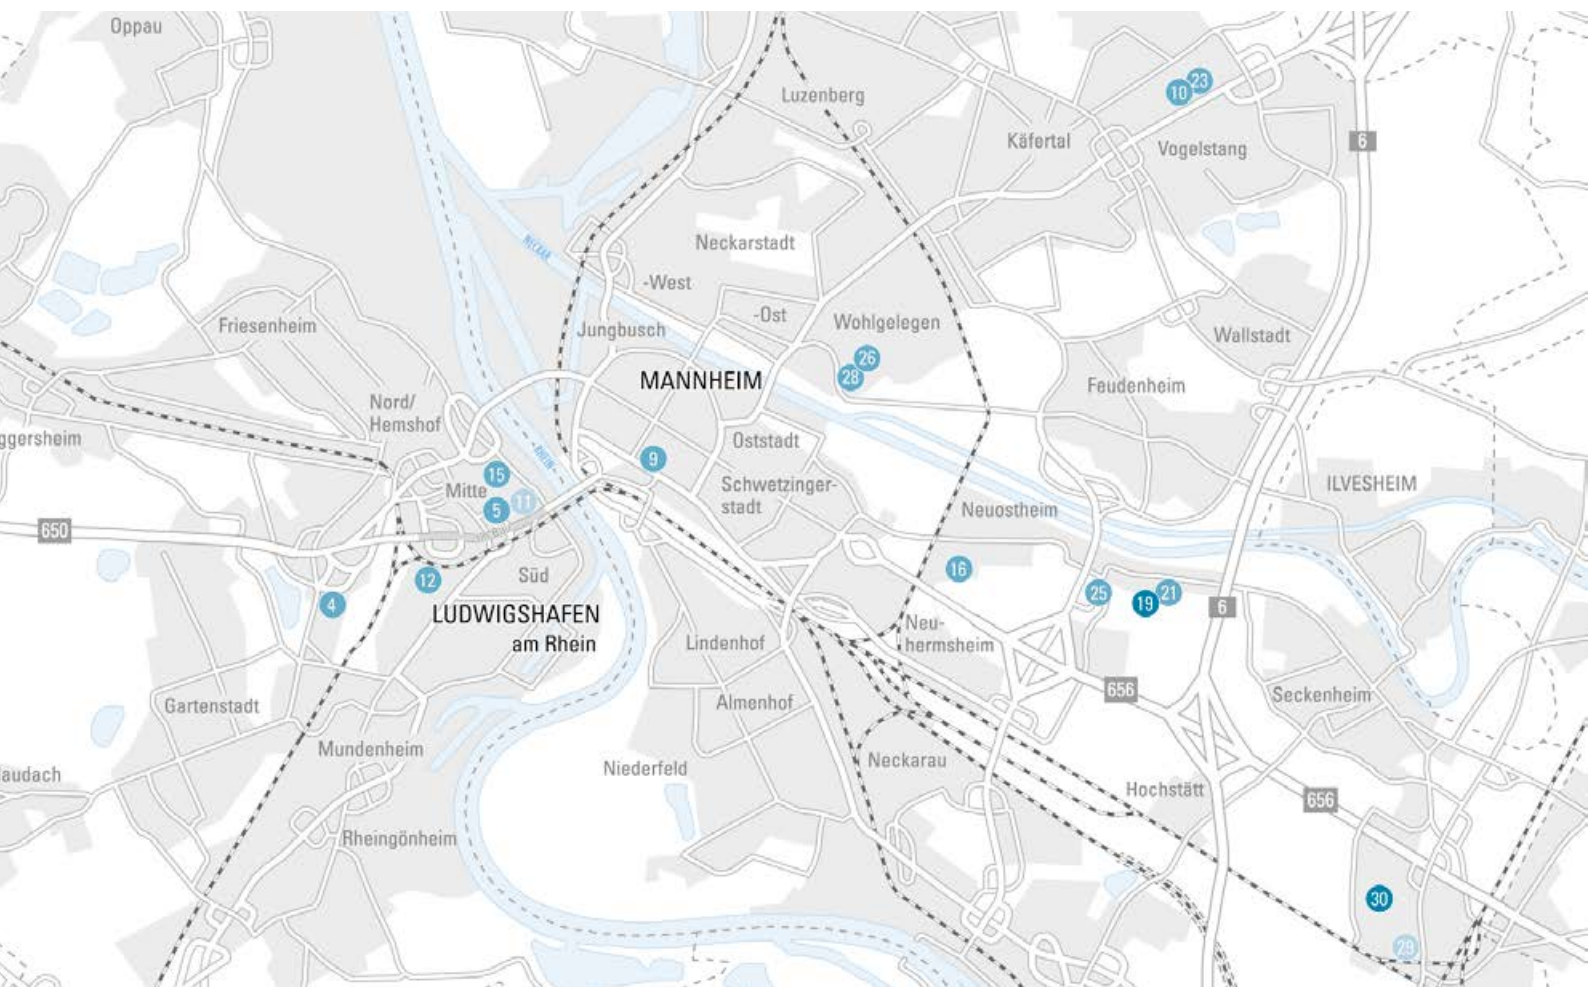 Oppau
23
10
Luzenberg
Käfertal
6
Vogelstang
NECKAR
Neckarstadt
-West
-Ost
Wohlgelegen
Jungbusch
Friesenheim
Wallstadt
26
28
MANNHEIM
Feudenheim
Nord/
Hemshof
ggersheim
Oststadt
9
RHEIN
15
Mitte
11
5
Schwetzinger-
stadt
ILVESHEIM
Neuostheim
650
12
Süd
16
4
25
19
21
6
LUDWIGSHAFEN
am Rhein
Lindenhof
Neu-
hermsheim
656
Seckenheim
Gartenstadt
Almenhof
Mundenheim
Niederfeld
Neckarau
audach
Hochstätt
656
Rheingönheim
30
29